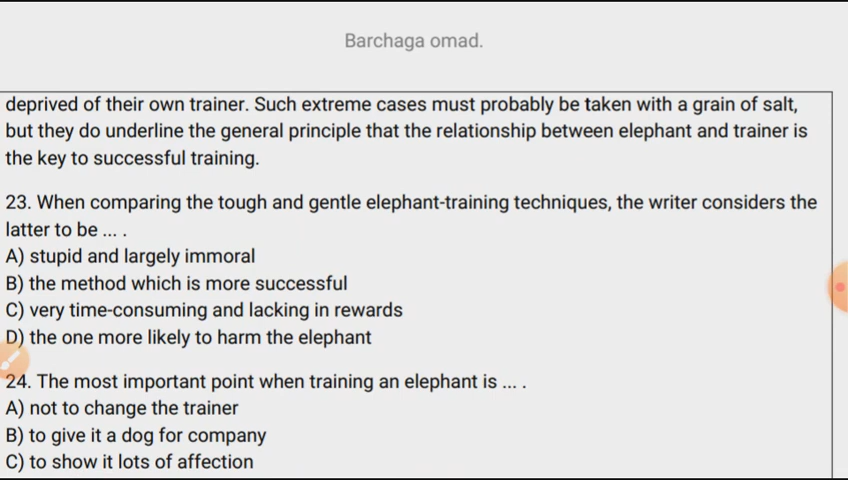 Barchaga omad.
deprived of their own trainer. Such extreme cases must probably be taken with a grain of salt,
but they do underline the general principle that the relationship between elephant and trainer is
the key to successful training.
23. When comparing the tough and gentle elephant-training techniques, the writer considers the
latter to be ... .
A) stupid and largely immoral
B) the method which is more successful
C) very time-consuming and lacking in rewards
D) the one more likely to harm the elephant
24. The most important point when training an elephant is ... .
A) not to change the trainer
B) to give it a dog for company
C) to show it lots of affection